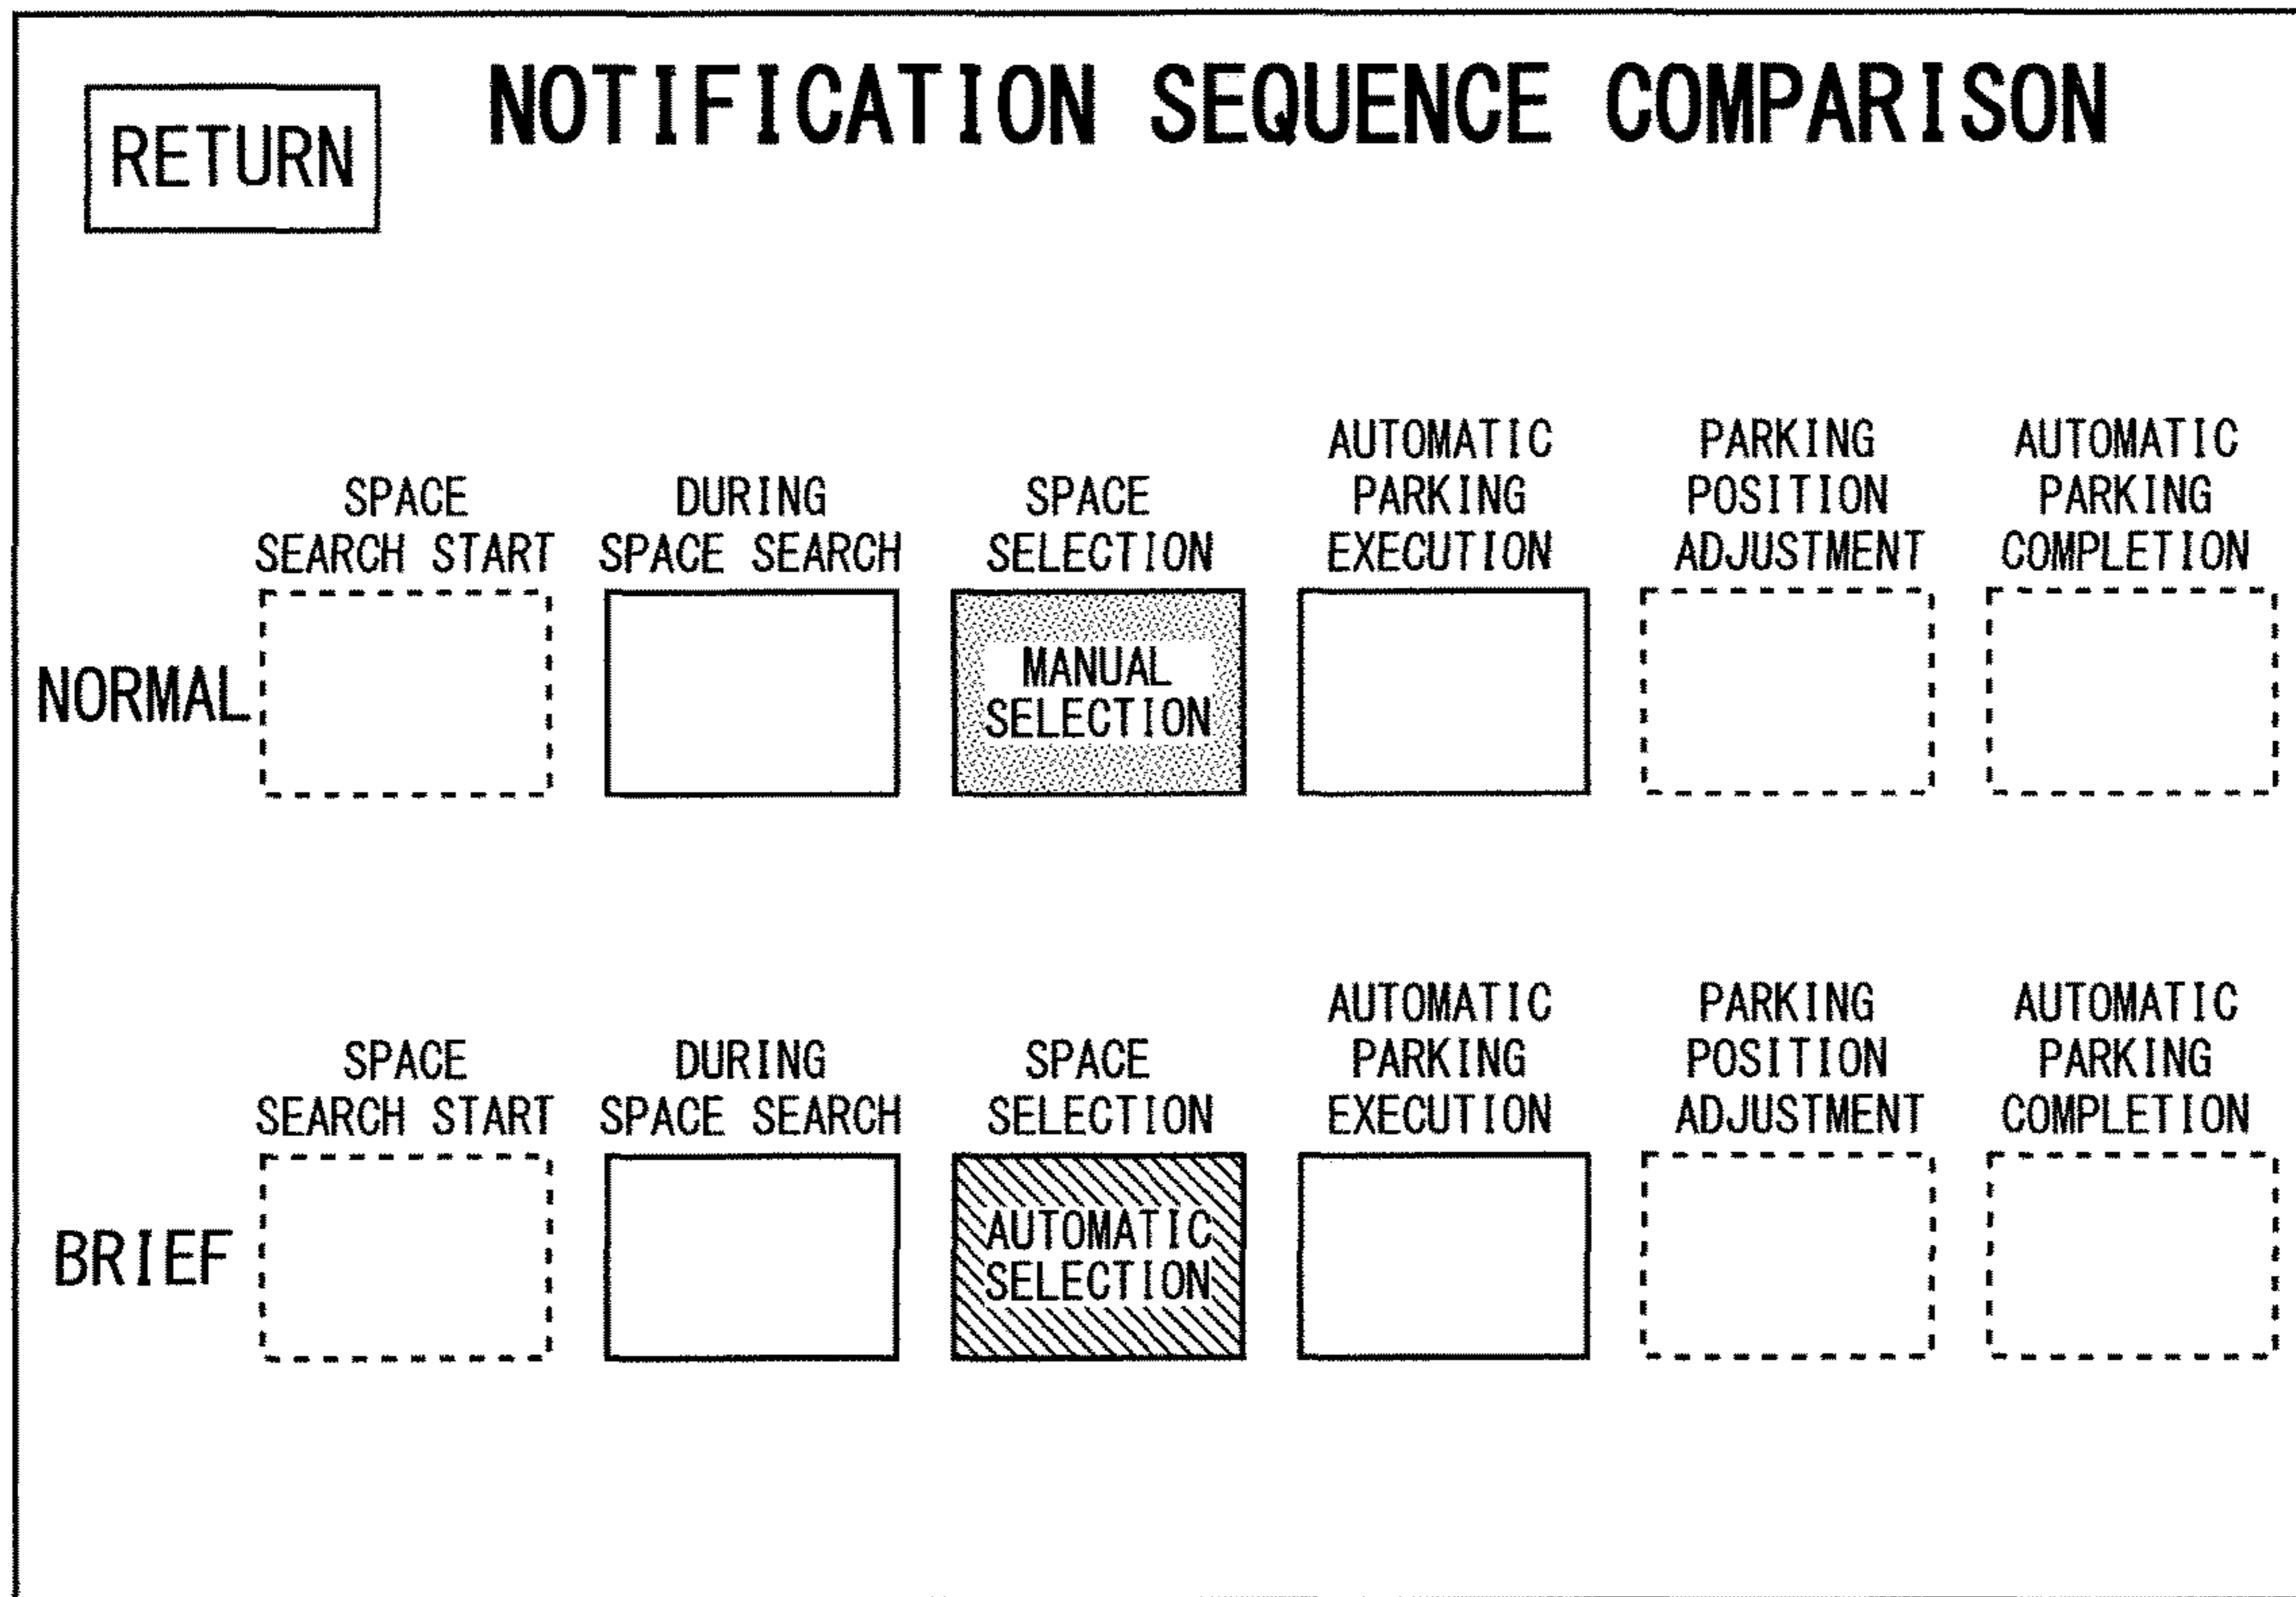 RETURN
NOTIFICATION SEQUENCE COMPARISON
SPACE
SEARCH START
DURING
SPACE SEARCH
SPACE
SELECTION
AUTOMATIC
PARKING
EXECUTION
PARKING
POSITION
ADJUSTMENT
AUTOMATIC
PARKING
COMPLETION
NORMAL
MANUAL
SELECTION
SPACE
SEARCH START
DURING
SPACE SEARCH
SPACE
SELECTION
AUTOMATIC
PARKING
EXECUTION
PARKING
POSITION
ADJUSTMENT
AUTOMATIC
PARKING
COMPLETION
BRIEF
AUTOMATIC
SELECTION